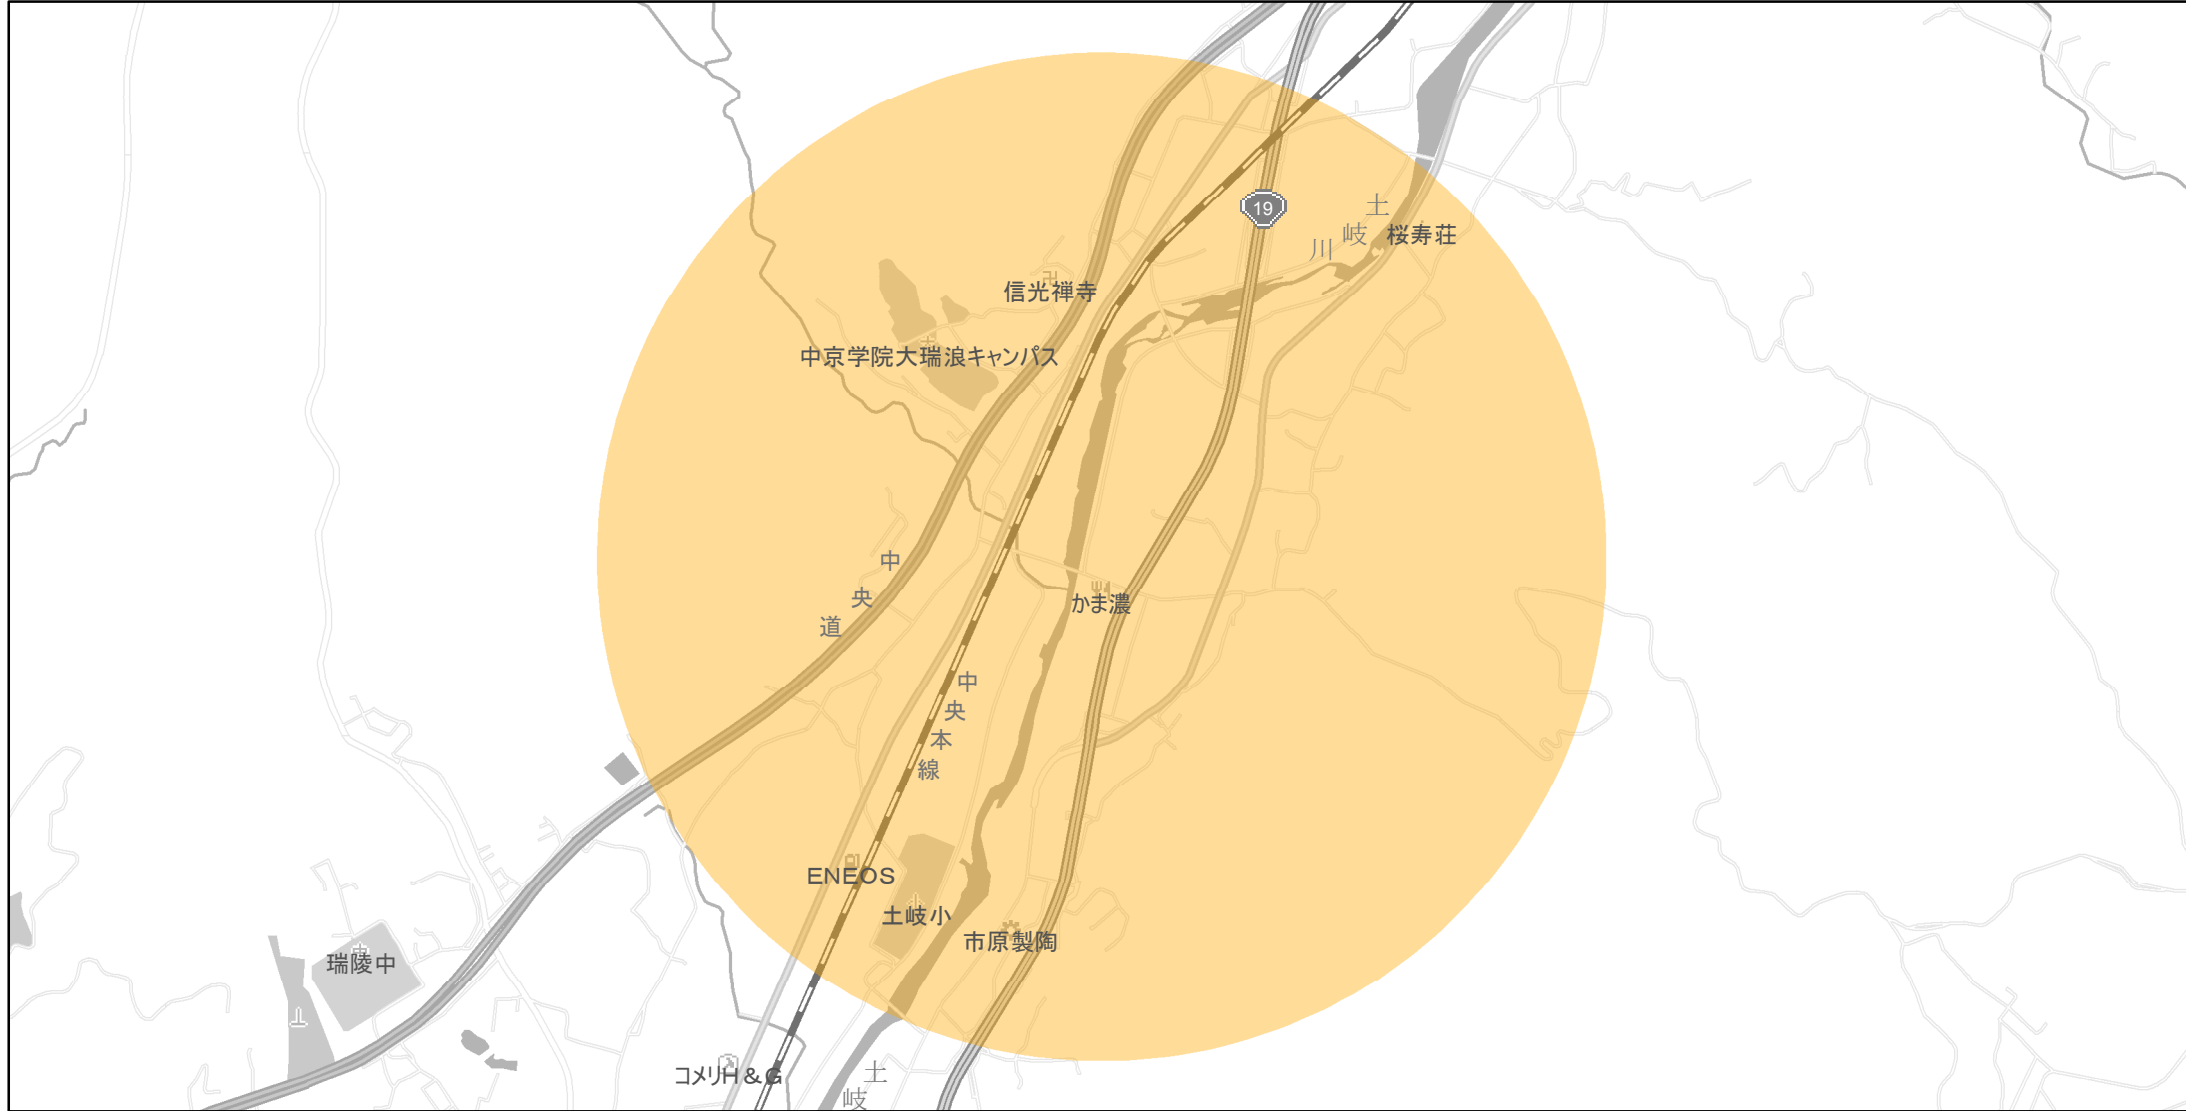 19
土岐川
桜寿荘
信光禅寺
中京学院大瑞浪キャンパス
中央道
かま濃
中央本線
ENEOS
土岐小
市原製陶
瑞陵中
コメリH&G
土岐